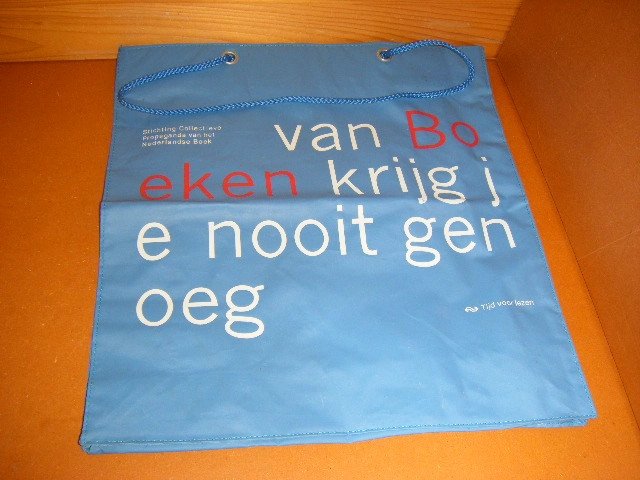 Stichting Collectieve
Propaganda van het
Nederlandse Boek
van Bo
eken krijg j
e nooit gen
oeg
Tijd voor lezen